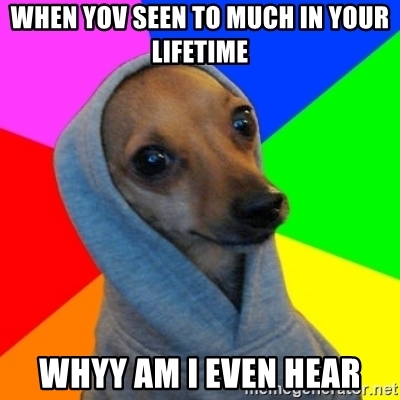 WHEN YOV SEEN TO MUCH IN YOUR
LIFETIME
WHYY AM I EVEN HEAR
memegenerator.net